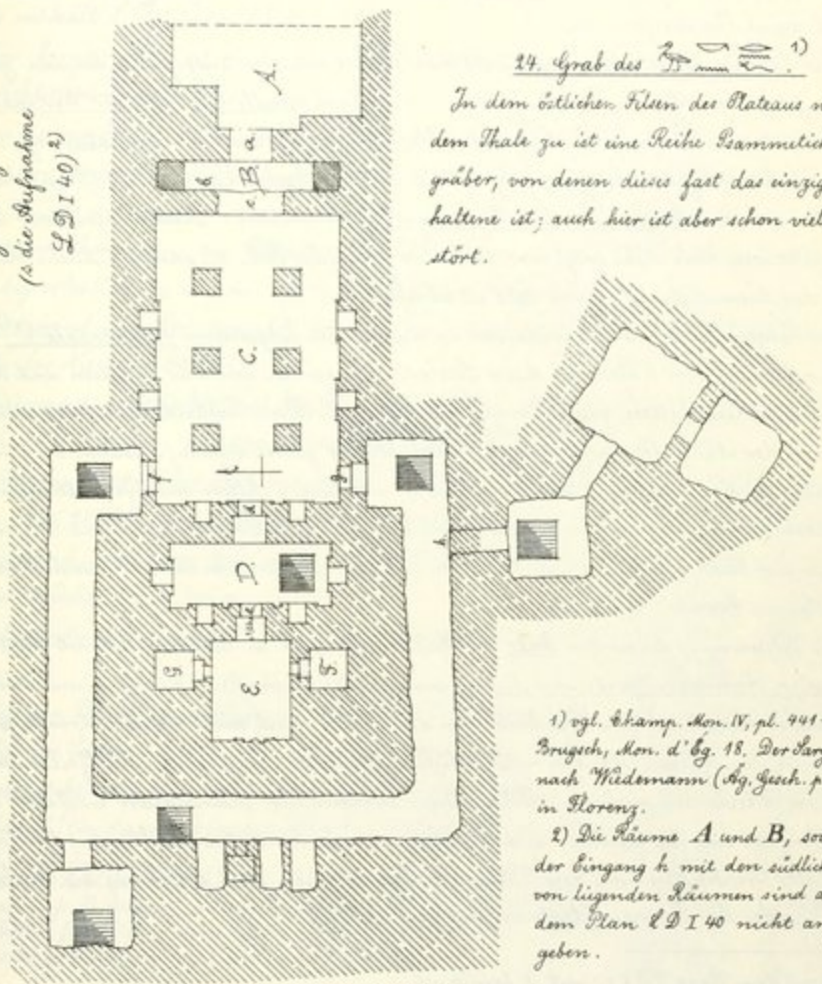 24. Grab des 1)
In dem östlichen Felsen des Plateaus
dem Thale zu ist eine Reihe Psammetich
gräber, von denen dieses fast das einzig
haltene ist; auch hier ist aber schon viel
stört.
(s. die Aufnahme
LD I 40) 2)
A.
a
b
B
c
C.
f
g
d
h
D.
G
E.
F.
1) vgl. Champ. Mon. IV, pl. 441
Brugsch, Mon. d'Ég. 18. Der Sarg
nach Wiedemann (Äg. Gesch. p
in Florenz.
2) Die Räume A und B, so
der Eingang h mit den südlich
von liegenden Räumen sind
dem Plan LD I 40 nicht an
geben.